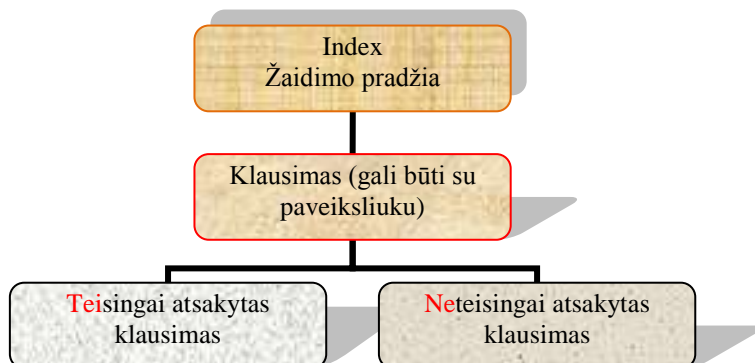 Index
Žaidimo pradžia
Klausimas (gali būti su
paveiksliuku)
Teisingai atsakytas
klausimas
Neteisingai atsakytas
klausimas